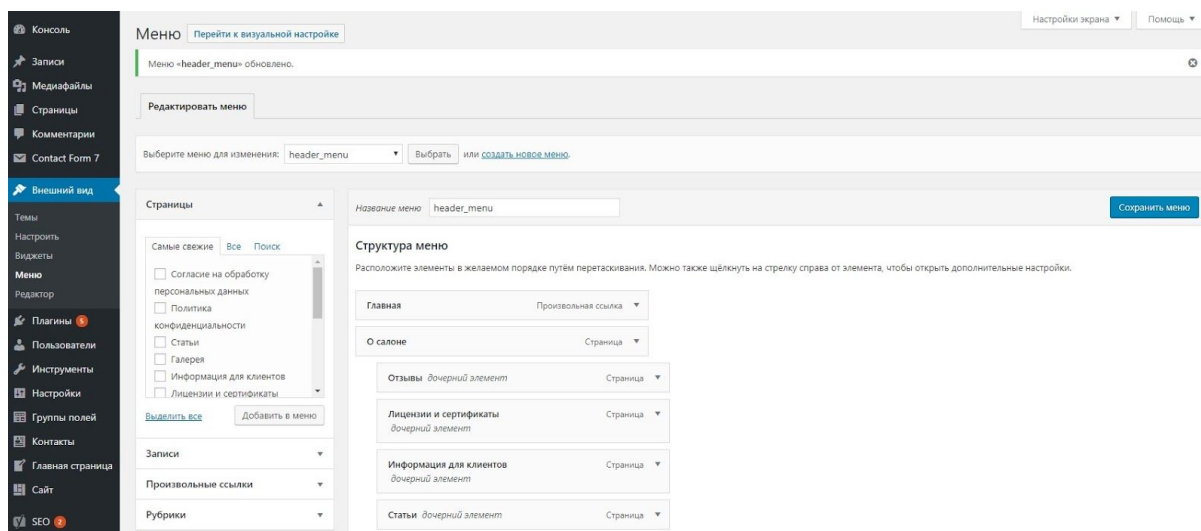 Консоль
Записи
Медиафайлы
Страницы
Комментарии
Contact Form 7
Внешний вид
Темы
Настроить
Виджеты
Меню
Редактор
Плагины 5
Пользователи
Инструменты
Настройки
Группы полей
Контакты
Главная страница
Сайт
SEO 2
Настройки экрана
Помощь
Меню Перейти к визуальной настройке
Меню «header_menu» обновлено.
Редактировать меню
Выберите меню для изменения: header_menu Выбрать или создать новое меню.
Страницы
Самые свежие Все Поиск
Согласие на обработку
персональных данных
Политика
конфиденциальности
Статьи
Галерея
Информация для клиентов
Лицензии и сертификаты
Выделить все Добавить в меню
Записи
Произвольные ссылки
Рубрики
Название меню header_menu Сохранить меню
Структура меню
Расположите элементы в желаемом порядке путём перетаскивания. Можно также щёлкнуть на стрелку справа от элемента, чтобы открыть дополнительные настройки.
Главная Произвольная ссылка
О салоне Страница
Отзывы дочерний элемент Страница
Лицензии и сертификаты Страница
дочерний элемент
Информация для клиентов Страница
дочерний элемент
Статьи дочерний элемент Страница